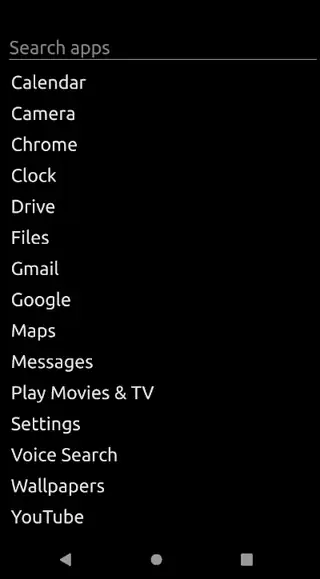 Search apps
Calendar
Camera
Chrome
Clock
Drive
Files
Gmail
Google
Maps
Messages
Play Movies & TV
Settings
Voice Search
Wallpapers
YouTube